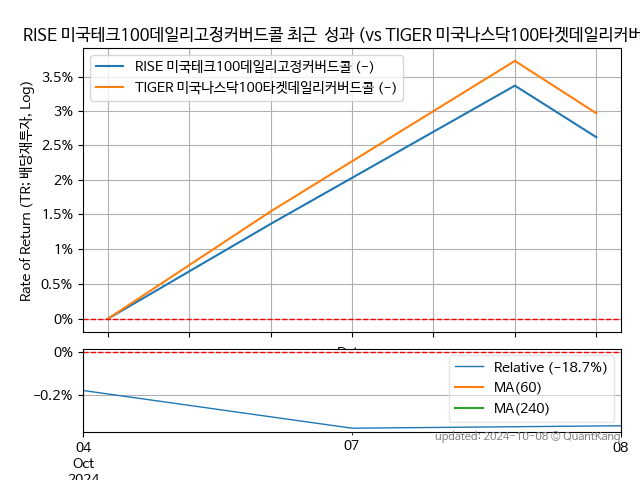 RISE 미국테크100데일리고정커버드콜 최근  성과 (vs TIGER 미국나스닥100타겟데일리커버
RISE 미국테크100데일리고정커버드콜 (-)
TIGER 미국나스닥100타겟데일리커버드콜 (-)
Rate of Return (TR: 배당재투자, Log)
3.5%
3%
2.5%
2%
1.5%
1%
0.5%
0%
0%
-0.2%
Relative (-18.7%)
MA(60)
MA(240)
updated: 2024-10-08 © QuantKang
04
07
08
Oct
2024